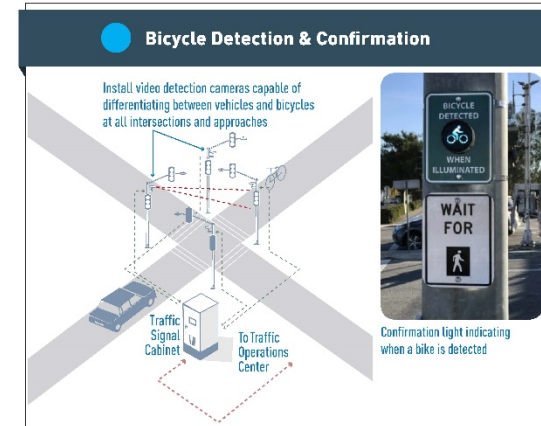 Bicycle Detection & Confirmation
Install video detection cameras capable of
differentiating between vehicles and bicycles
at all intersections and approaches
BICYCLE
DETECTED
WHEN
ILLUMINATED
WAIT
FOR
Traffic
Signal
Cabinet
To Traffic
Operations
Center
Confirmation light indicating
when a bike is detected